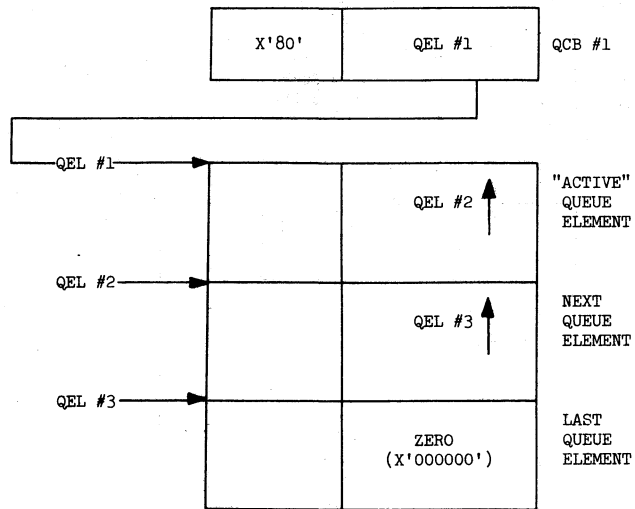 X'80' QEL #1 QCB #1
QEL #1
QEL #2
"ACTIVE"
QUEUE
ELEMENT
QEL #2
QEL #3
NEXT
QUEUE
ELEMENT
QEL #3
ZERO
(X'000000')
LAST
QUEUE
ELEMENT